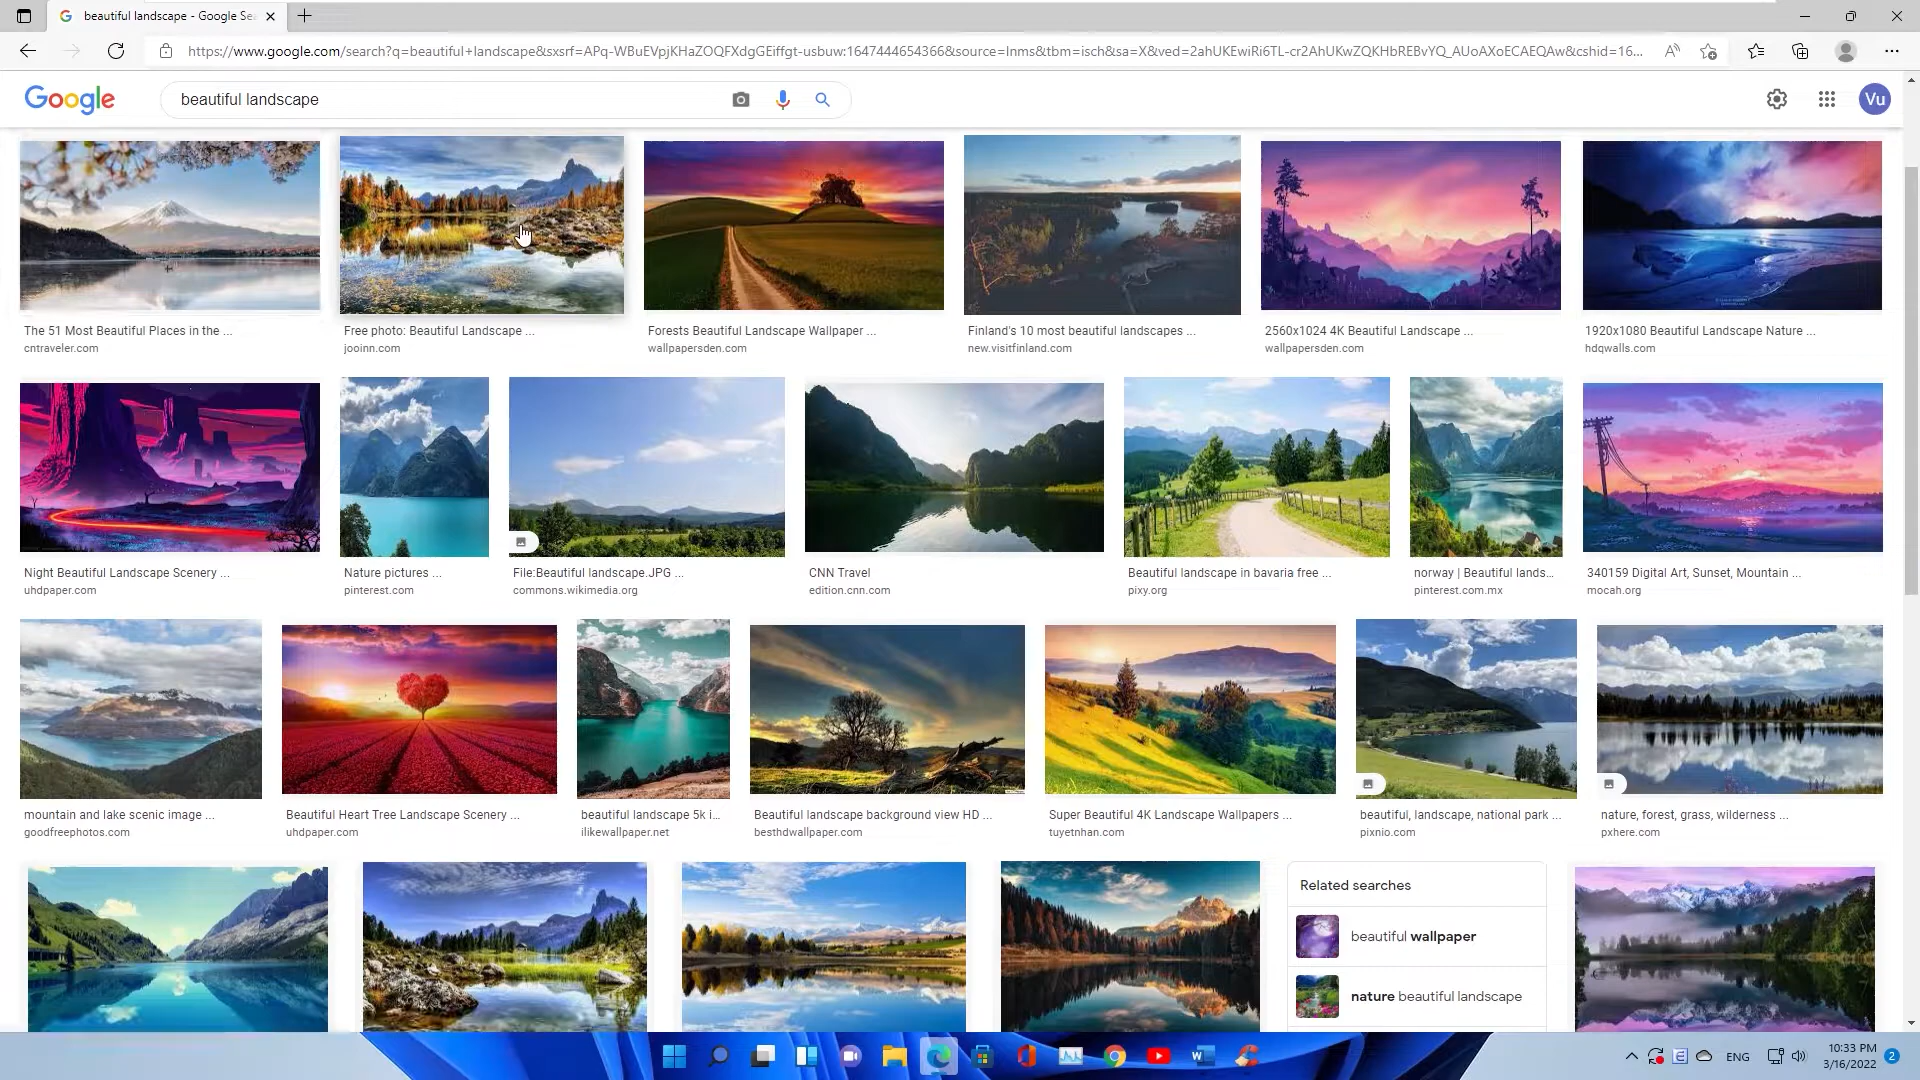 beautiful landscape - Google Sea
https://www.google.com/search?q=beautiful+landscape&sxsrf=APq-WBuEVpjKHaZOQFXdgGEiffgt-usbuw:1647444654366&source=lnms&tbm=isch&sa=X&ved=2ahUKEwiRi6TL-cr2AhUKwZQKHbREBvYQ_AUoAXoECAEQAw&cshid=16...
Google
beautiful landscape
Vu
The 51 Most Beautiful Places in the ...
cntraveler.com
Free photo: Beautiful Landscape ...
jooinn.com
Forests Beautiful Landscape Wallpaper ...
wallpapersden.com
Finland's 10 most beautiful landscapes ...
new.visitfinland.com
2560x1024 4K Beautiful Landscape ...
wallpapersden.com
1920x1080 Beautiful Landscape Nature ...
hdqwalls.com
Night Beautiful Landscape Scenery ...
uhdpaper.com
Nature pictures ...
pinterest.com
File:Beautiful landscape.JPG ...
commons.wikimedia.org
CNN Travel
edition.cnn.com
Beautiful landscape in bavaria free ...
pixy.org
norway | Beautiful lands...
pinterest.com.mx
340159 Digital Art, Sunset, Mountain ...
mocah.org
mountain and lake scenic image ...
goodfreephotos.com
Beautiful Heart Tree Landscape Scenery ...
uhdpaper.com
beautiful landscape 5k i...
ilikewallpaper.net
Beautiful landscape background view HD ...
besthdwallpaper.com
Super Beautiful 4K Landscape Wallpapers ...
tuyetnhan.com
beautiful, landscape, national park ...
pixnio.com
nature, forest, grass, wilderness ...
pxhere.com
Related searches
beautiful wallpaper
nature beautiful landscape
ENG
10:33 PM
3/16/2022
2